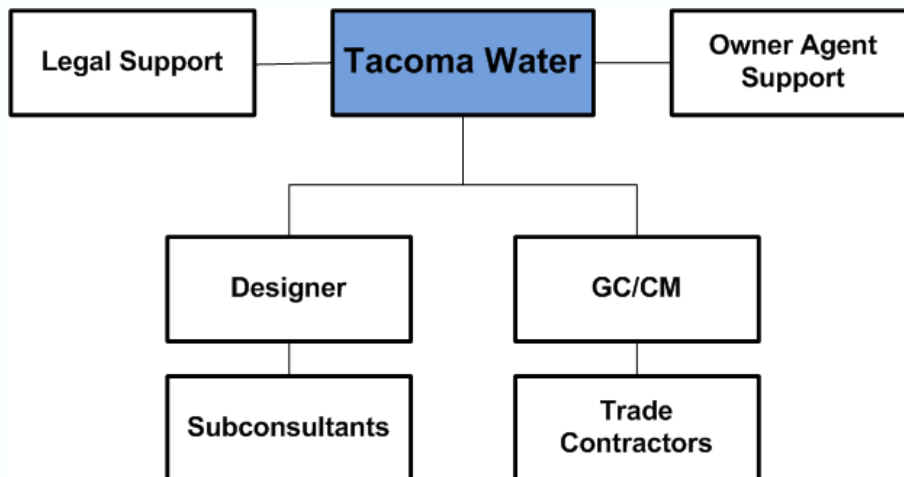 Legal Support
Tacoma Water
Owner Agent
Support
Designer
GC/CM
Subconsultants
Trade
Contractors